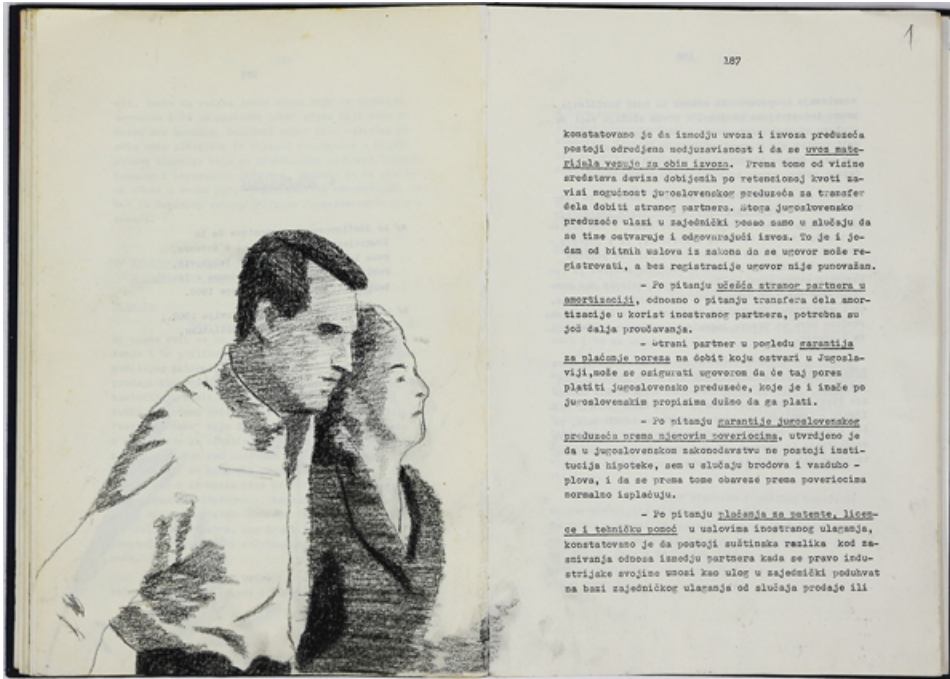 1
187
konstatovano je da izmedju uvoza i izvoza preduzeća
postoji odredjena medjuzavisnost i da se uvoz mate-
rijala vezuje za obim izvoza. Prema tome od visine
sredstava deviza dobijenih po retencionoj kvoti za-
visi mogućnost jugoslovenskog preduzeća za transfer
dela dobiti stranog partnera. Stoga jugoslovensko
preduzeće ulazi u zajednički posao samo u slučaju da
se time ostvaruje i odgovarajući izvoz. To je i je-
dan od bitnih uslova iz zakona da se ugovor može re-
gistrovati, a bez registracije ugovor nije punovažan.
- Po pitanju učešća stranog partnera u
amortizaciji, odnosno o pitanju transfera dela amor-
tizacije u korist inostranog partnera, potrebna su
još dalja proučavanja.
- Strani partner u pogledu garantija
za plaćanje poreza na dobit koju ostvari u Jugosla-
viji,može se osigurati ugovorom da će taj porez
platiti jugoslovensko preduzeće, koje je i inače po
jugoslovenskim propisima dužno da ga plati.
- Po pitanju garantije jugoslovenskog
preduzeća prema njegovim poveriocima, utvrdjeno je
da u jugoslovenskom zakonodavstvu ne postoji insti-
tucija hipoteke, sem u slučaju brodova i vazduho -
plova, i da se prema tome obaveze prema poveriocima
normalno isplaćuju.
- Po pitanju plaćanja za patente, licen-
ce i tehničku pomoć u uslovima inostranog ulaganja,
konstatovano je da postoji suštinska razlika kod za-
snivanja odnosa izmedju partnera kada se pravo indu-
strijske svojine unosi kao ulog u zajednički poduhvat
na bazi zajedničkog ulaganja od slučaja prodaje ili